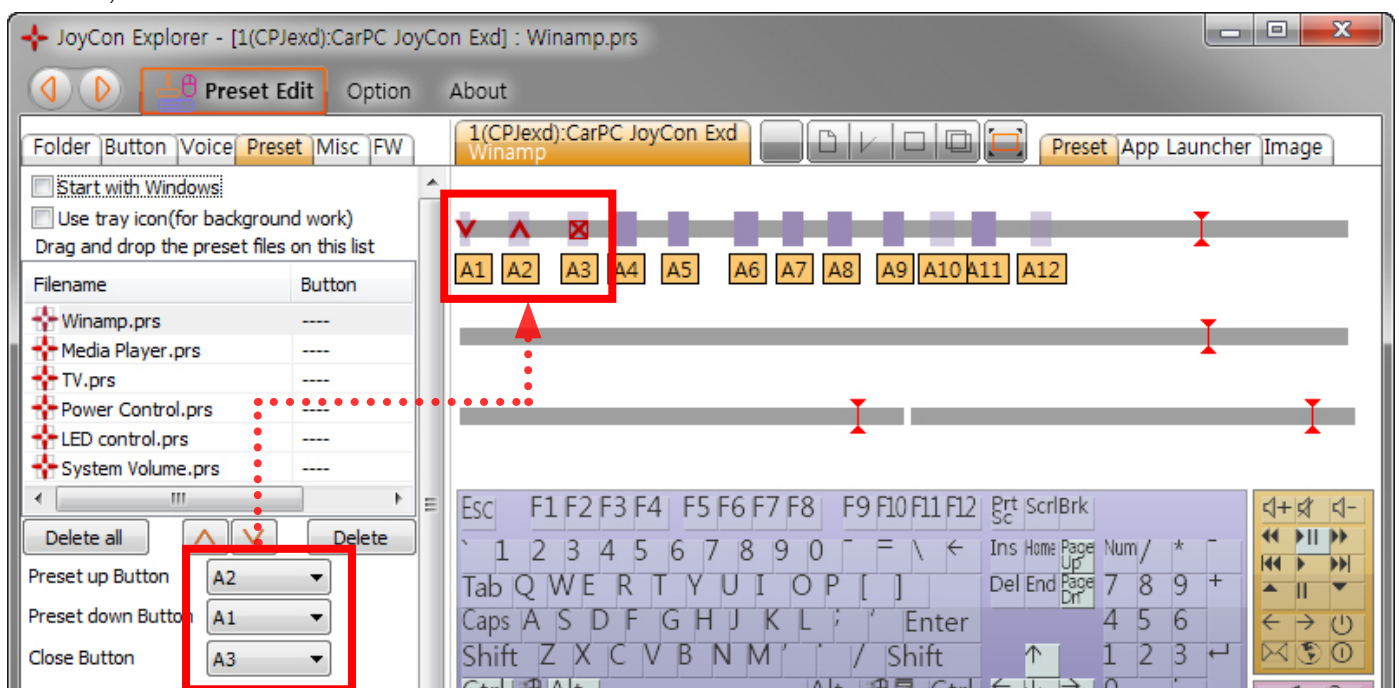 JoyCon Explorer - [1(CPJexd):CarPC JoyCon Exd] : Winamp.prs
Preset Edit Option About
Folder Button Voice Preset Misc FW
1(CPJexd):CarPC JoyCon Exd
Winamp
Preset App Launcher Image
Start with Windows
Use tray icon(for background work)
Drag and drop the preset files on this list
Filename Button
Winamp.prs ----
Media Player.prs ----
TV.prs ----
Power Control.prs ----
LED control.prs ----
System Volume.prs ----
Delete all Delete
Preset up Button A2
Preset down Button A1
Close Button A3
A1 A2 A3 A4 A5 A6 A7 A8 A9 A10 A11 A12
Esc F1 F2 F3 F4 F5 F6 F7 F8 F9 F10 F11 F12 Prt Sc Scrl Brk
` 1 2 3 4 5 6 7 8 9 0 - = \ ← Ins Home Page Up Num / * -
Tab Q W E R T Y U I O P [ ] Del End Page Dn 7 8 9 +
Caps A S D F G H J K L ; ' Enter 4 5 6
Shift Z X C V B N M / Shift ↑ 1 2 3